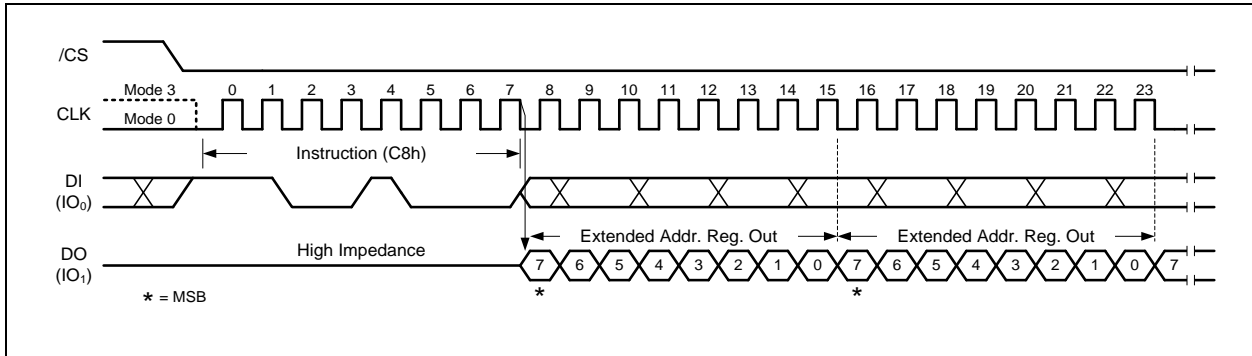 /CS
Mode 3
0 1 2 3 4 5 6 7 8 9 10 11 12 13 14 15 16 17 18 19 20 21 22 23
CLK
Mode 0
Instruction (C8h)
DI
(IO0)
High Impedance
Extended Addr. Reg. Out
Extended Addr. Reg. Out
DO
(IO1)
7 6 5 4 3 2 1 0 7 6 5 4 3 2 1 0 7
* *
* = MSB